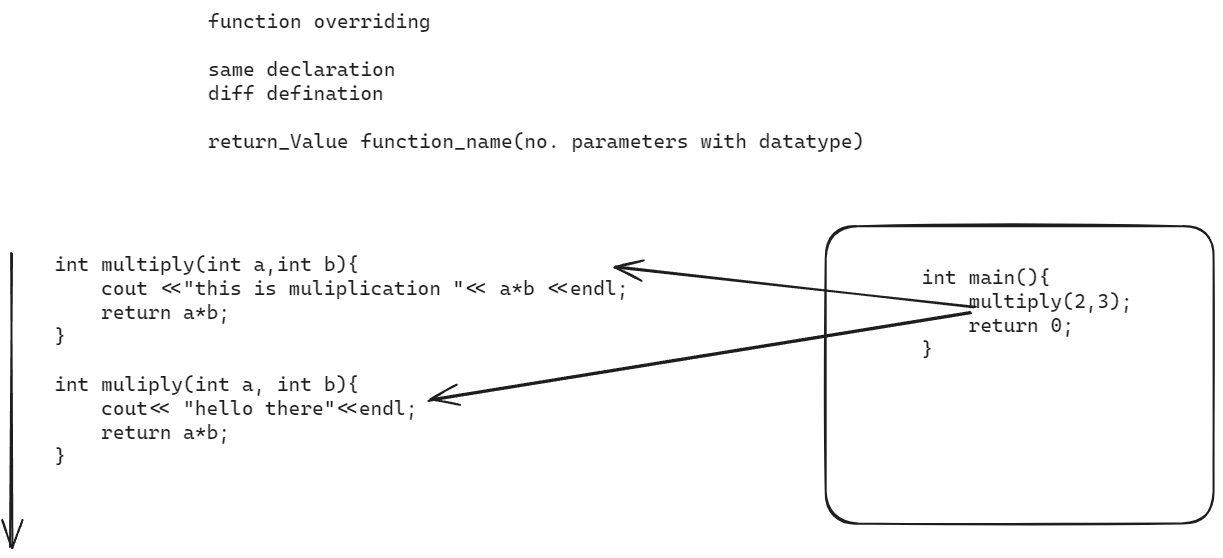 function overriding
same declaration
diff defination
return_Value function_name(no. parameters with datatype)
int multiply(int a,int b){
cout <<"this is muliplication "<< a*b <<endl;
return a*b;
}
int muliply(int a, int b){
cout<< "hello there"<<endl;
return a*b;
}
int main(){
multiply(2,3);
return 0;
}